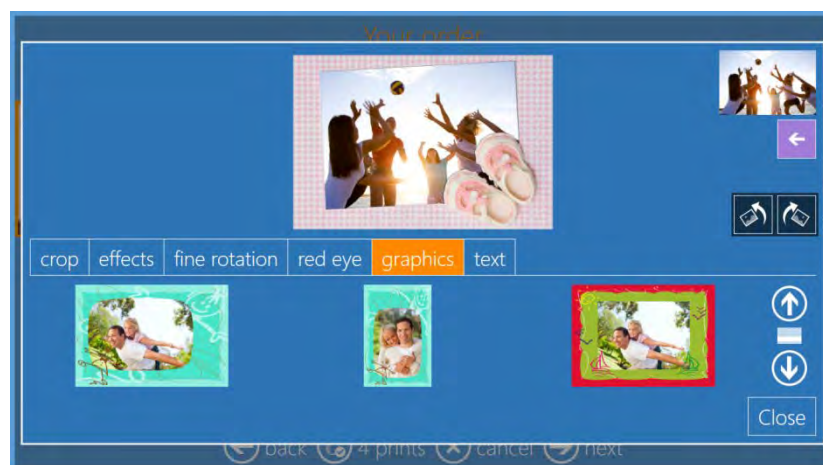 Your order
crop effects fine rotation red eye graphics text
Close
back 4 prints cancel next